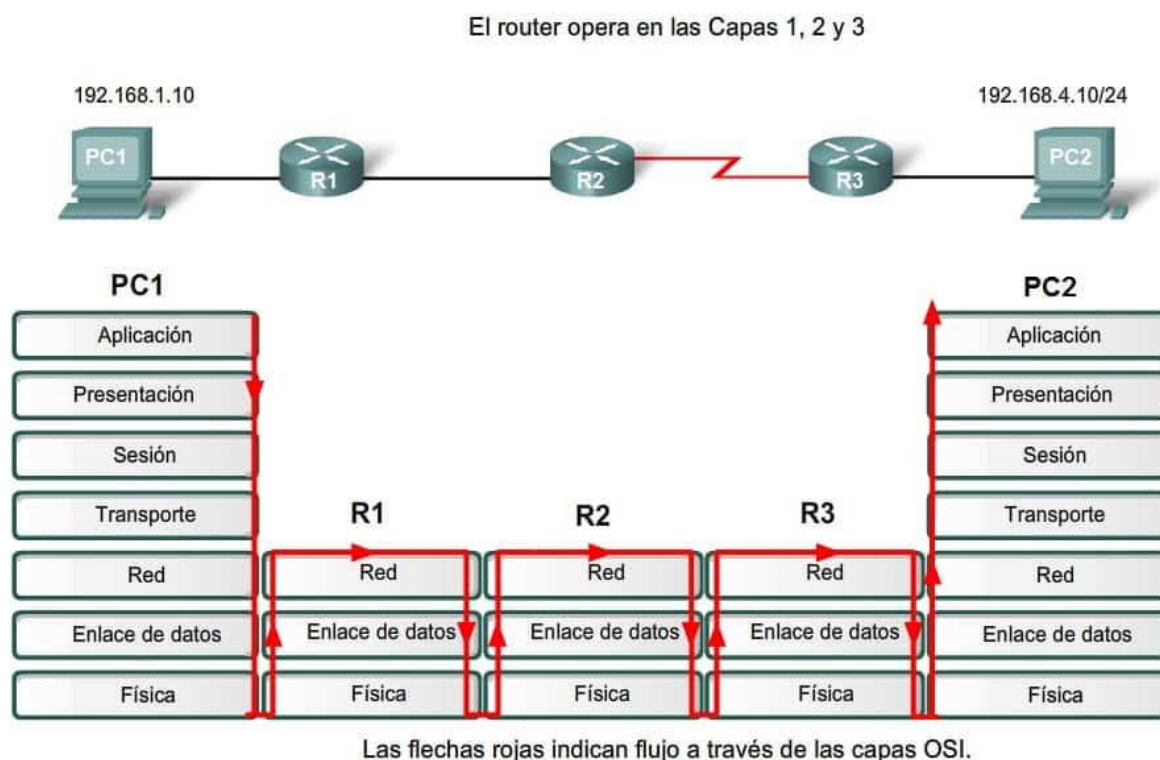 El router opera en las Capas 1, 2 y 3
192.168.1.10
192.168.4.10/24
PC1
R1
R2
R3
PC2
PC1
PC2
Aplicación
Aplicación
Presentación
Presentación
Sesión
Sesión
Transporte
R1
R2
R3
Transporte
Red
Red
Red
Red
Red
Enlace de datos
Enlace de datos
Enlace de datos
Enlace de datos
Enlace de datos
Física
Física
Física
Física
Física
Las flechas rojas indican flujo a través de las capas OSI.